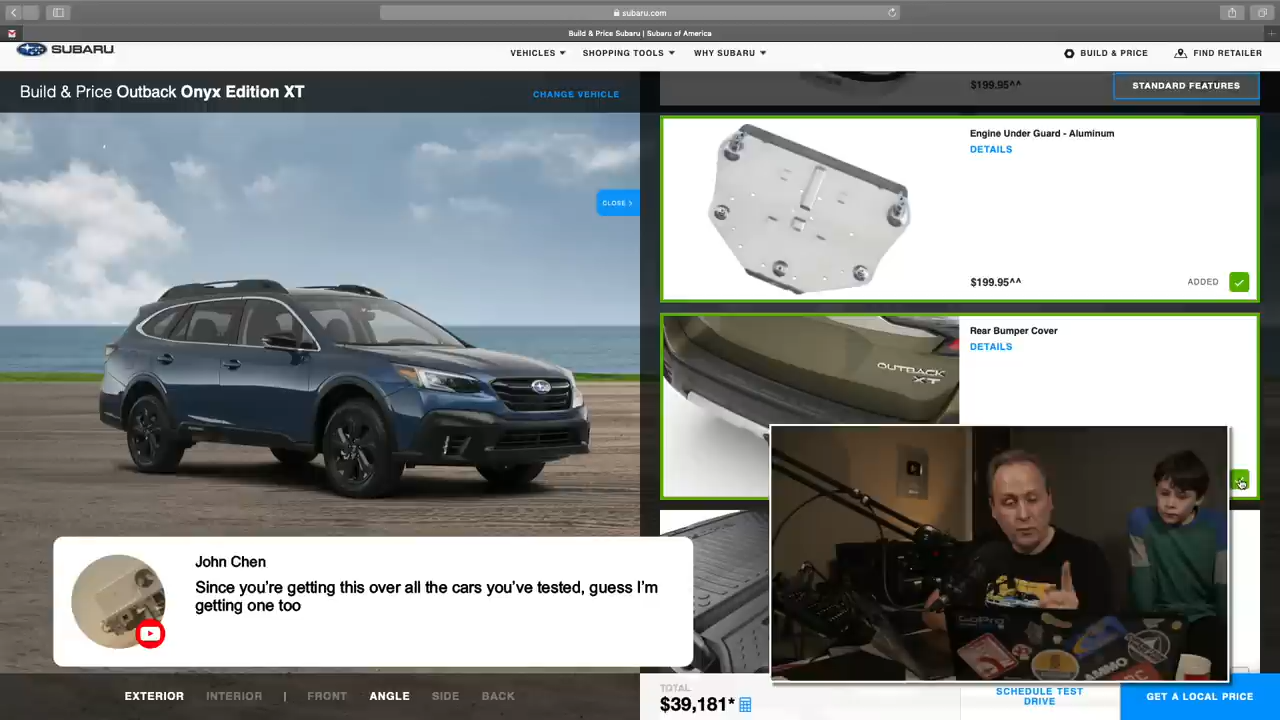 subaru.com
Build & Price Subaru | Subaru of America
SUBARU
VEHICLES
SHOPPING TOOLS
WHY SUBARU
BUILD & PRICE
FIND RETAILER
Build & Price Outback Onyx Edition XT
CHANGE VEHICLE
$199.95^^
STANDARD FEATURES
Engine Under Guard - Aluminum
DETAILS
CLOSE >
$199.95^^
ADDED
Rear Bumper Cover
DETAILS
OUTBACK
XT
John Chen
Since you're getting this over all the cars you've tested, guess I'm
getting one too
GoPro
AMMO
EXTERIOR
INTERIOR
|
FRONT
ANGLE
SIDE
BACK
TOTAL
$39,181*
SCHEDULE TEST
DRIVE
GET A LOCAL PRICE